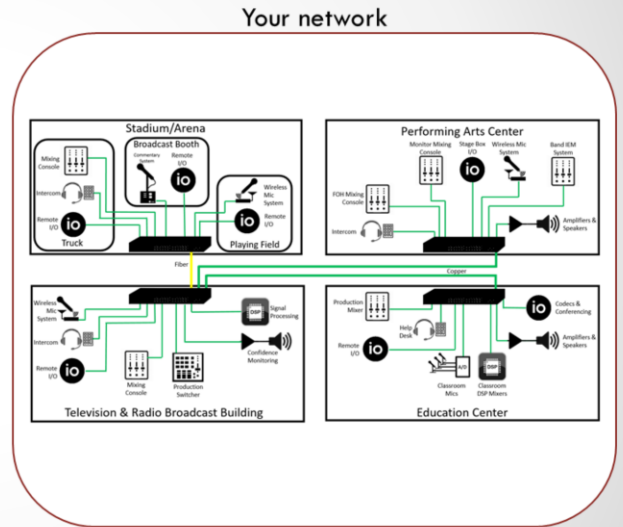 Your network
Stadium/Arena
Broadcast Booth
Commentary
System
Remote
I/O
io
Mixing
Console
Intercom
Remote
I/O
io
Truck
Wireless
Mic
System
io
Remote
I/O
Playing Field
Performing Arts Center
Monitor Mixing
Console
Stage Box
I/O
io
Wireless Mic
System
Band IEM
System
FOH Mixing
Console
Intercom
Amplifiers &
Speakers
Fiber
Copper
Wireless
Mic
System
Intercom
Remote
I/O
io
Mixing
Console
Production
Switcher
DSP
Signal
Processing
Confidence
Monitoring
Television & Radio Broadcast Building
Production
Mixer
Help
Desk
Remote
I/O
io
A/D
Classroom
Mics
DSP
Classroom
DSP Mixers
io
Codecs &
Conferencing
Amplifiers &
Speakers
Education Center